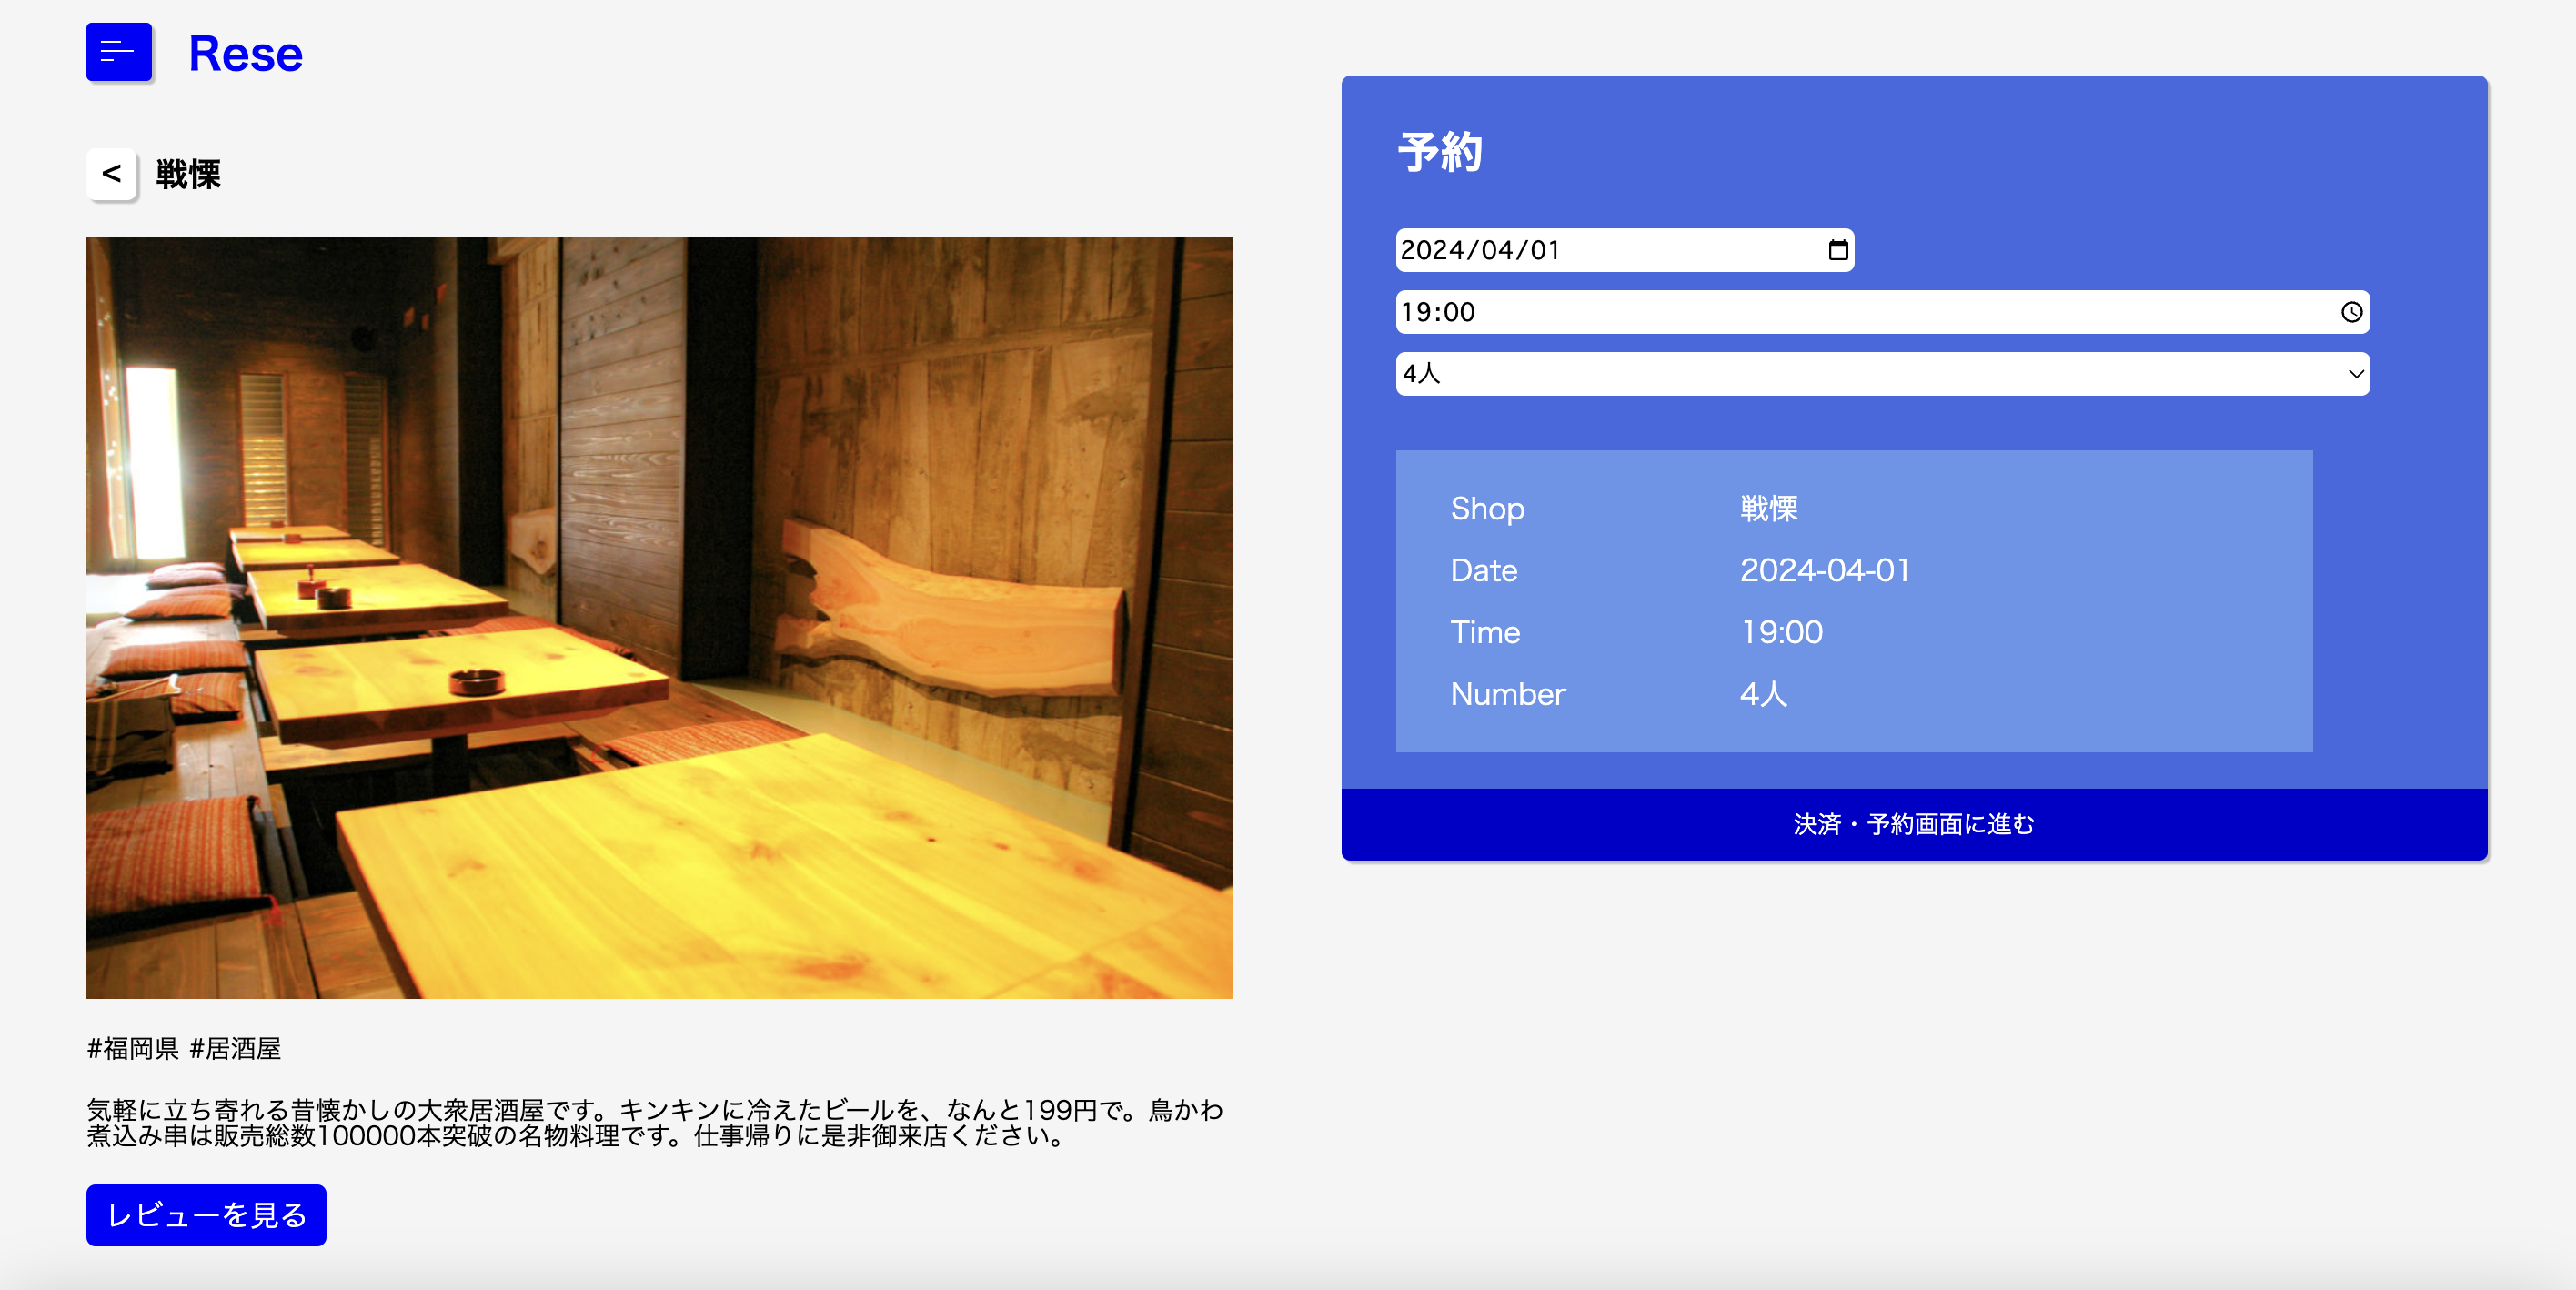 Rese
< 戦慄
#福岡県 #居酒屋
気軽に立ち寄れる昔懐かしの大衆居酒屋です。キンキンに冷えたビールを、なんと199円で。鳥かわ
煮込み串は販売総数100000本突破の名物料理です。仕事帰りに是非御来店ください。
レビューを見る
予約
2024/04/01
19:00
4人
Shop 戦慄
Date 2024-04-01
Time 19:00
Number 4人
決済・予約画面に進む